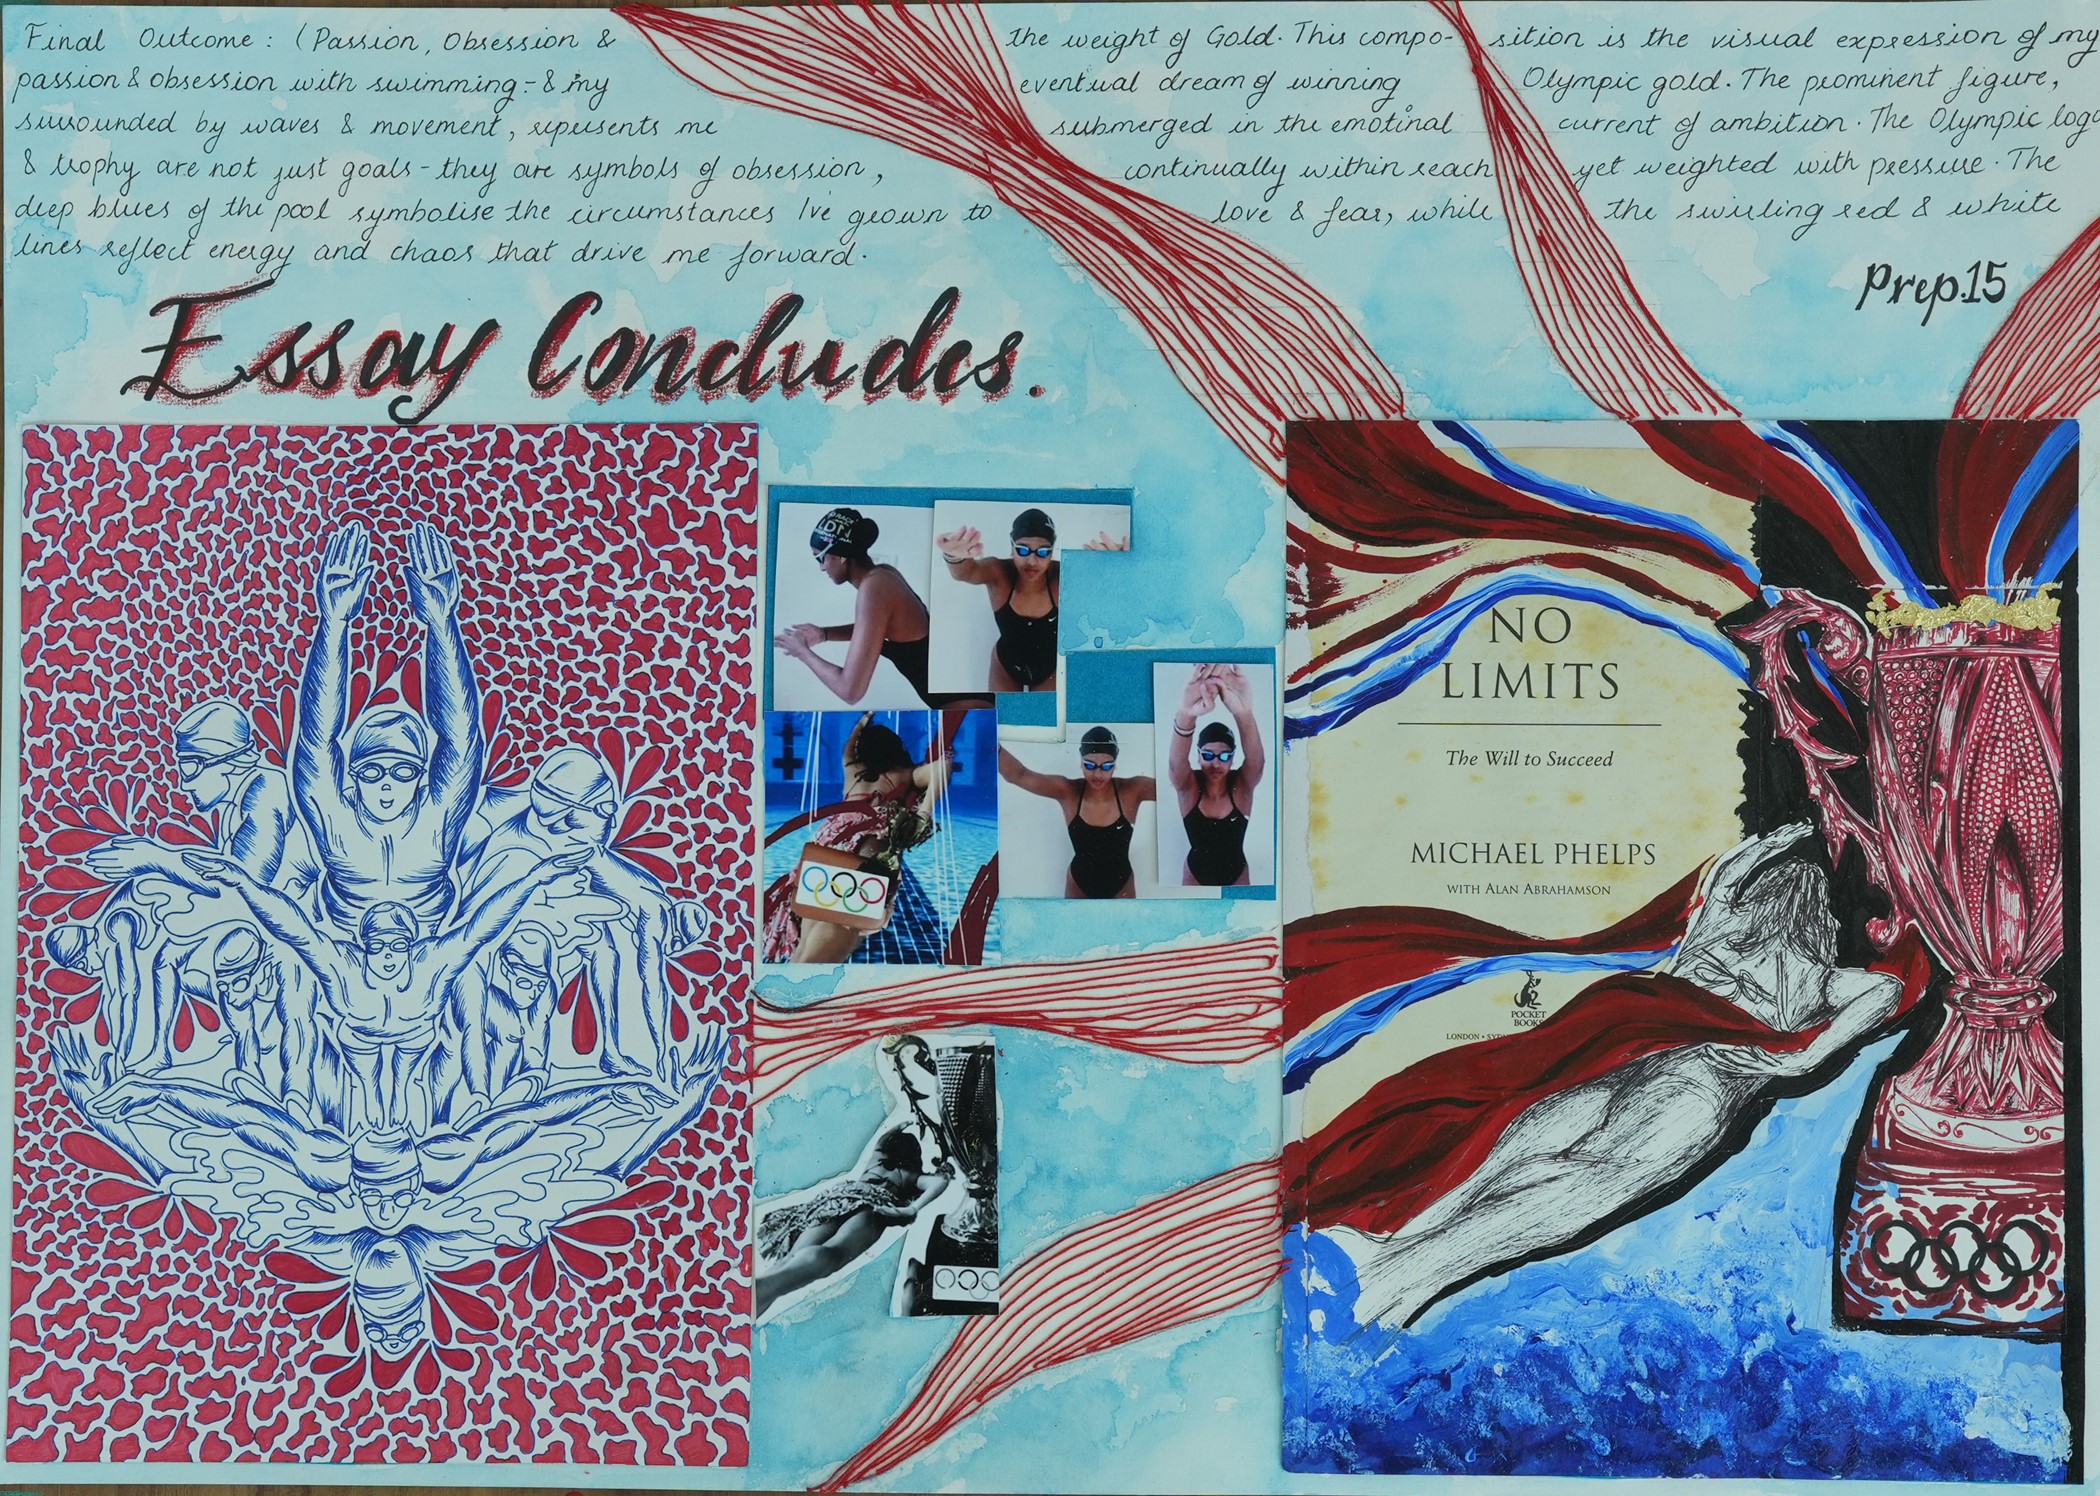 Final Outcome : (Passion, Obsession & the weight of Gold. This compo- sition is the visual expression of my
passion & obsession with swimming - & my eventual dream of winning Olympic gold. The prominent figure,
surrounded by waves & movement, represents me submerged in the emotinal current of ambition. The Olympic logo
& trophy are not just goals - they are symbols of obsession, continually within reach yet weighted with pressure. The
deep blues of the pool symbolise the circumstances I've grown to love & fear, while the swirling red & white
lines reflect energy and chaos that drive me forward.
Prep.15
Essay Concludes.
LDN
NO
LIMITS
The Will to Succeed
MICHAEL PHELPS
WITH ALAN ABRAHAMSON
POCKET
BOOKS
LONDON • SYD